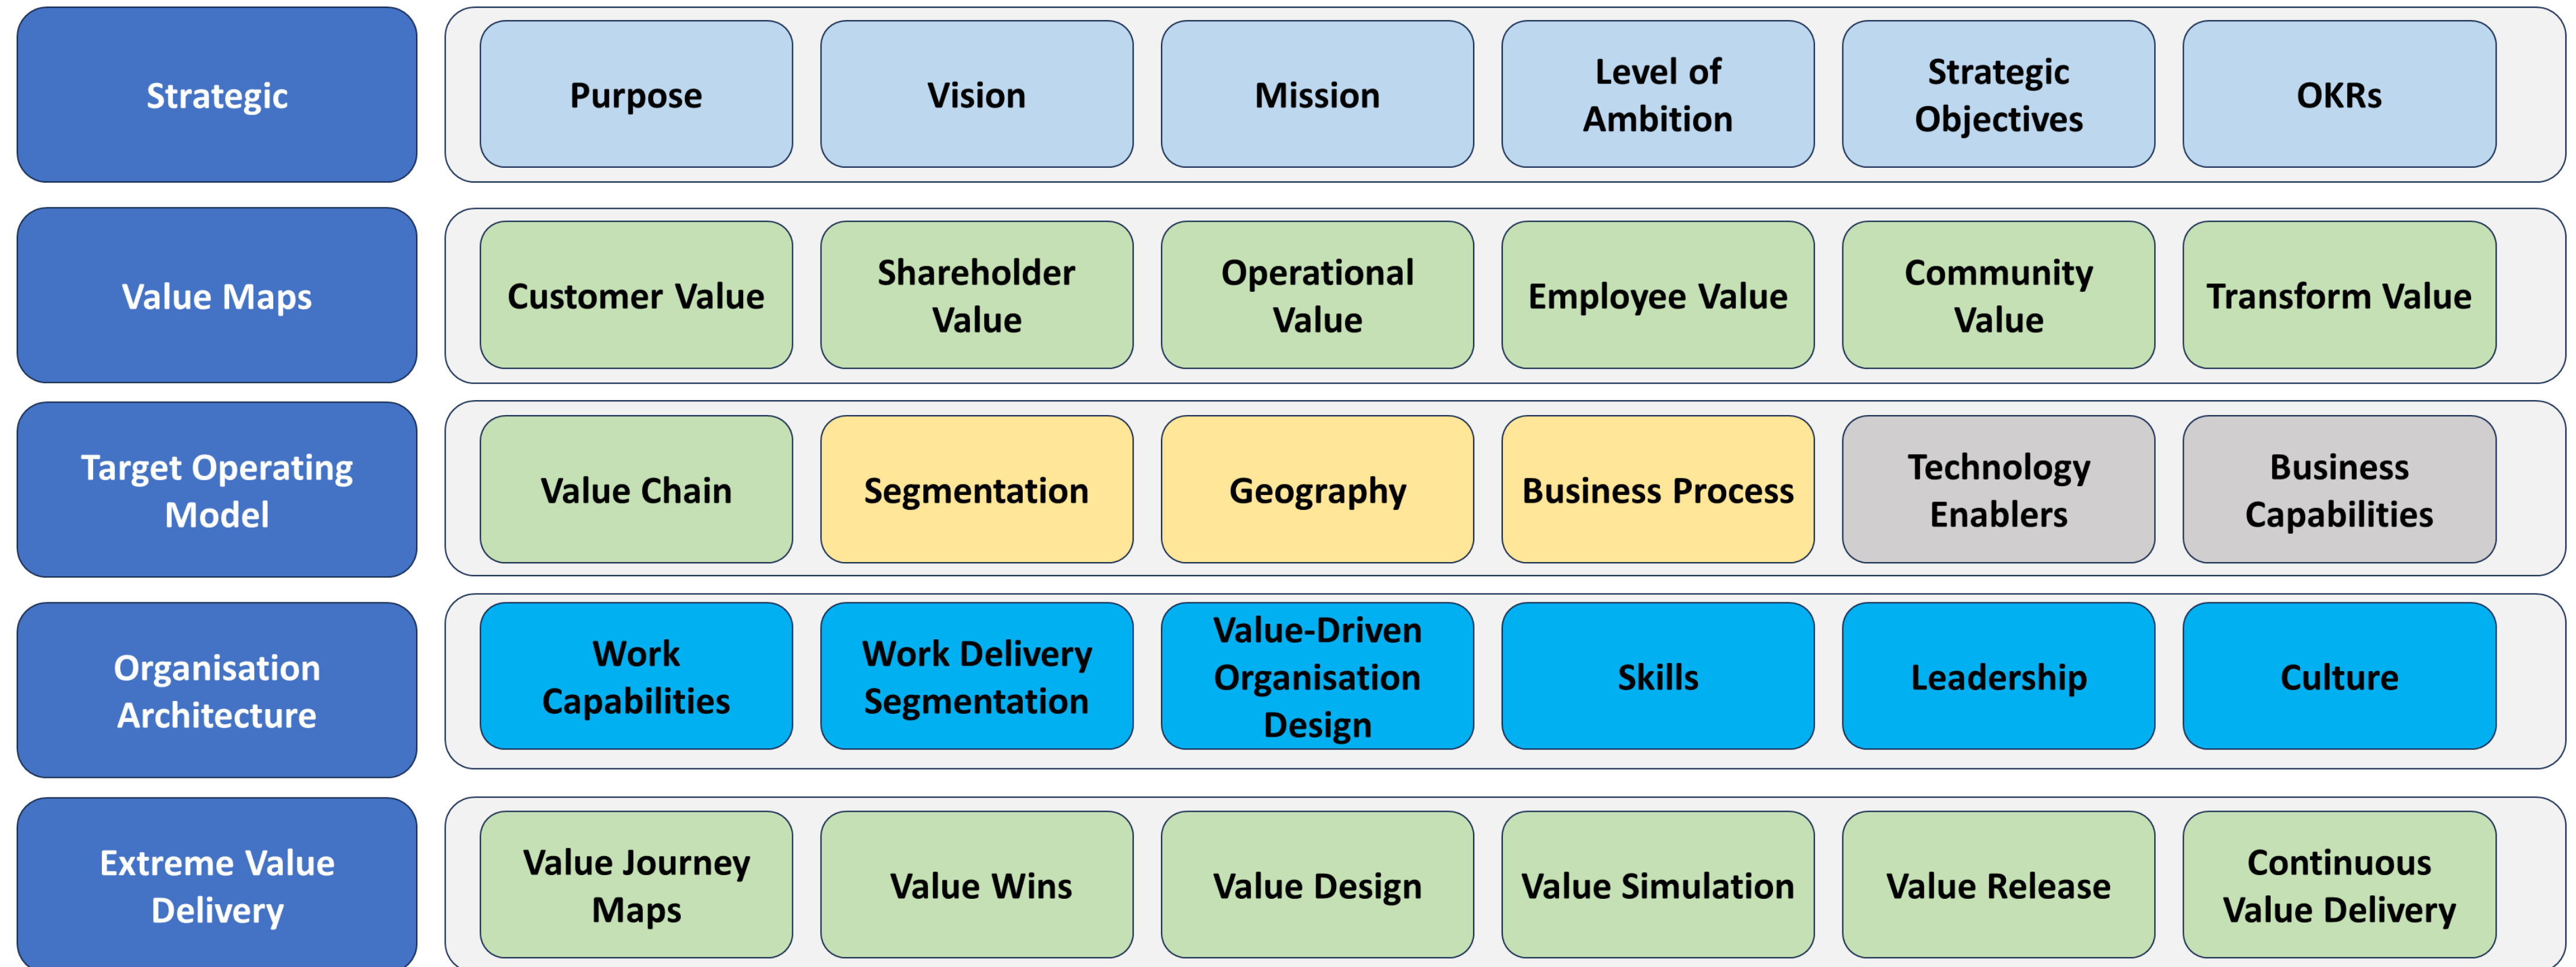 Strategic
Purpose
Vision
Mission
Level of
Ambition
Strategic
Objectives
OKRs
Value Maps
Customer Value
Shareholder
Value
Operational
Value
Employee Value
Community
Value
Transform Value
Target Operating
Model
Value Chain
Segmentation
Geography
Business Process
Technology
Enablers
Business
Capabilities
Organisation
Architecture
Work
Capabilities
Work Delivery
Segmentation
Value-Driven
Organisation
Design
Skills
Leadership
Culture
Extreme Value
Delivery
Value Journey
Maps
Value Wins
Value Design
Value Simulation
Value Release
Continuous
Value Delivery